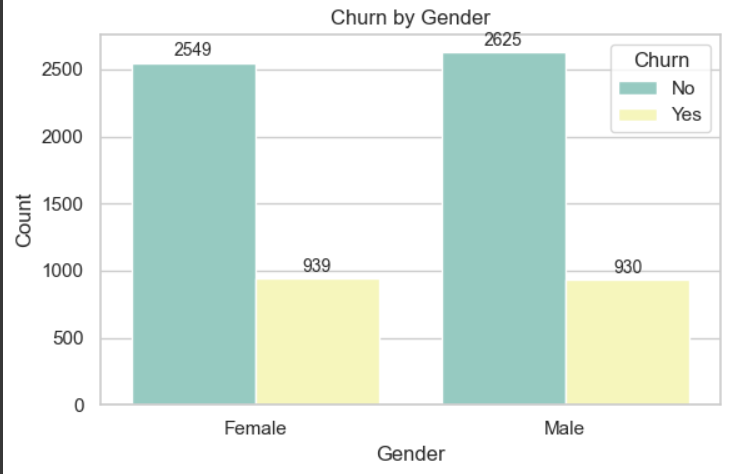 Churn by Gender
2549
2625
Churn
No
Yes
939
930
2500
2000
1500
1000
500
0
Count
Female
Male
Gender